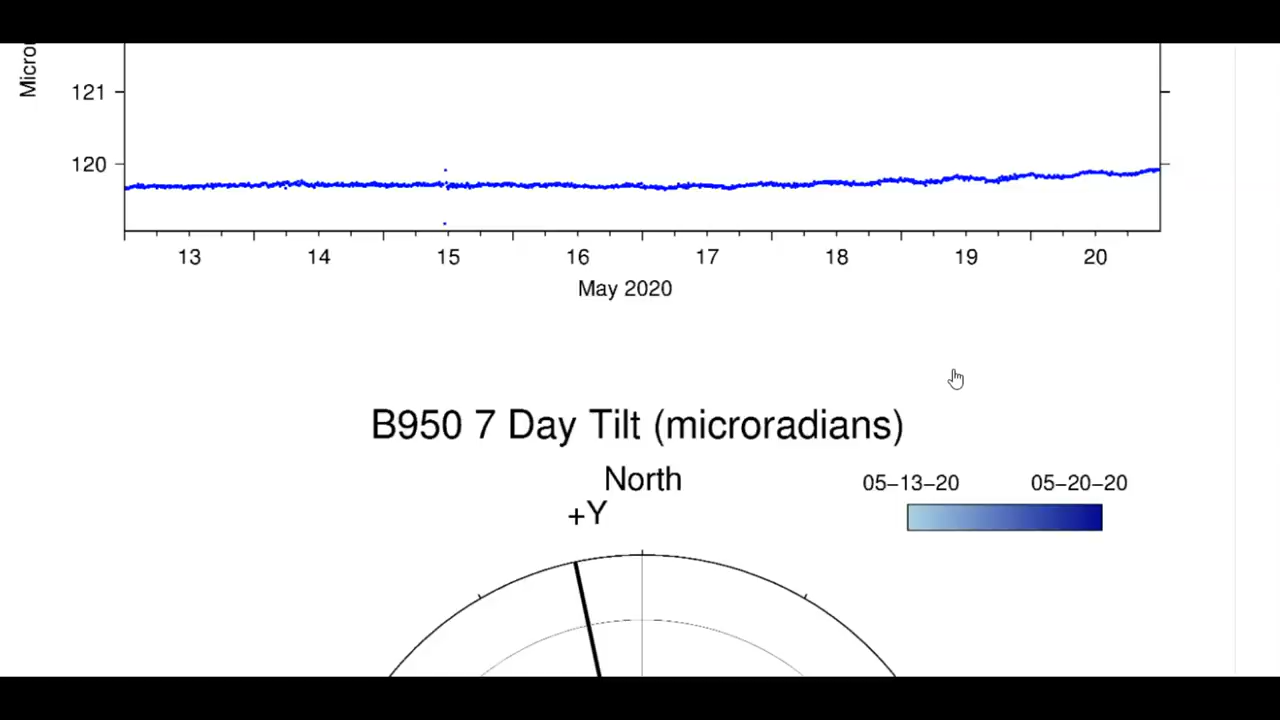 Micro
121
120
13 14 15 16 17 18 19 20
May 2020
B950 7 Day Tilt (microradians)
North
05−13−20 05−20−20
+Y